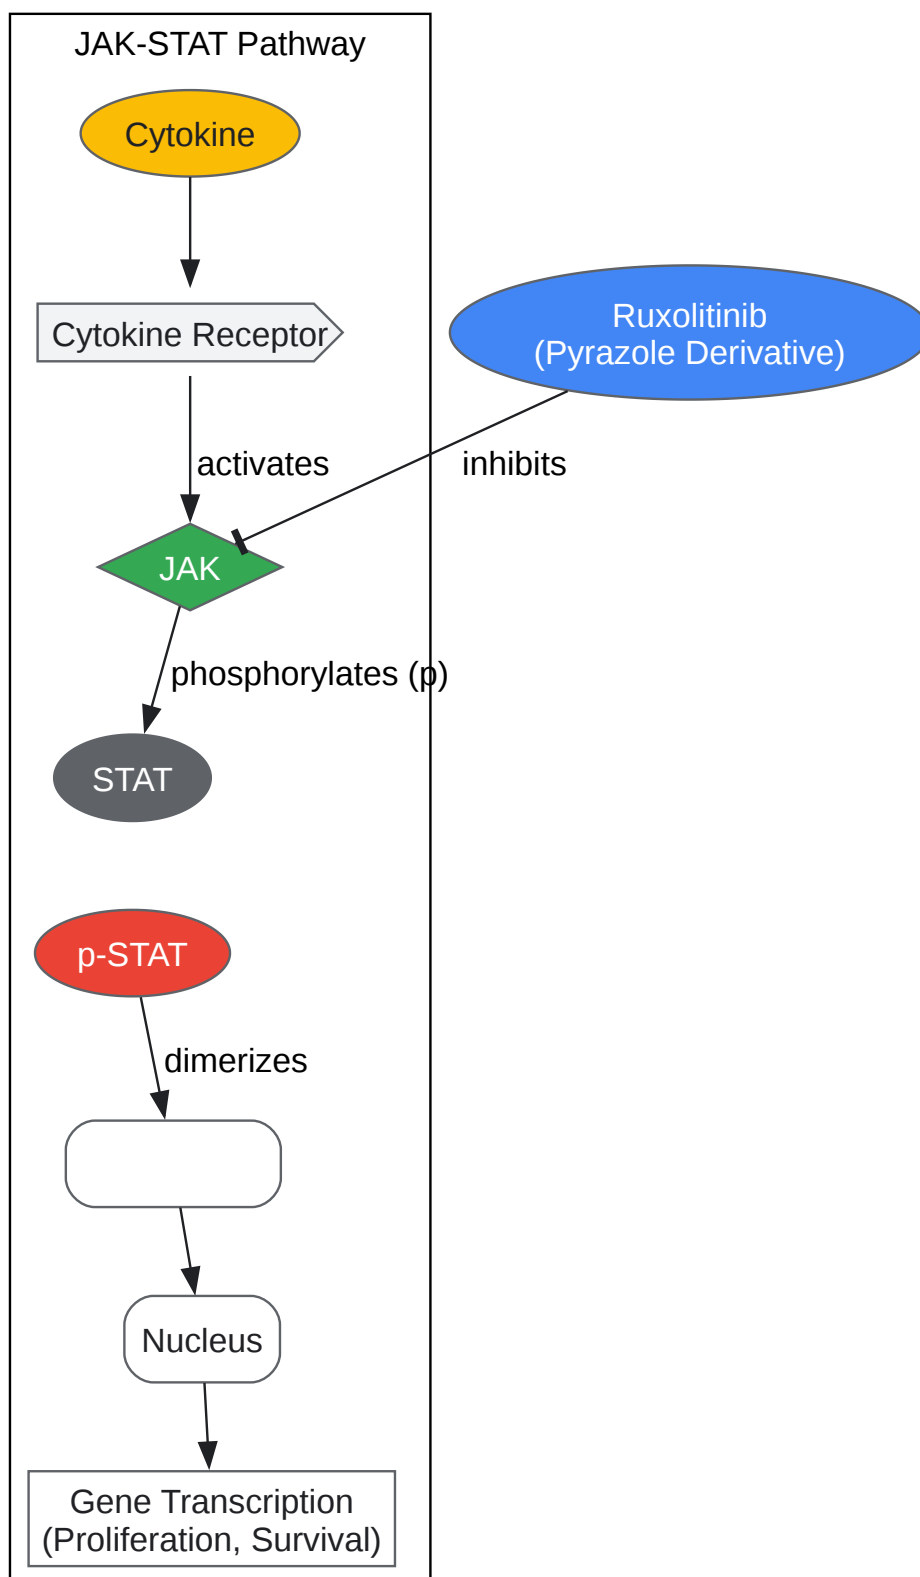 JAK-STAT Pathway
Cytokine
Cytokine Receptor
Ruxolitinib
(Pyrazole Derivative)
activates
inhibits
JAK
phosphorylates (p)
STAT
p-STAT
dimerizes
Nucleus
Gene Transcription
(Proliferation, Survival)